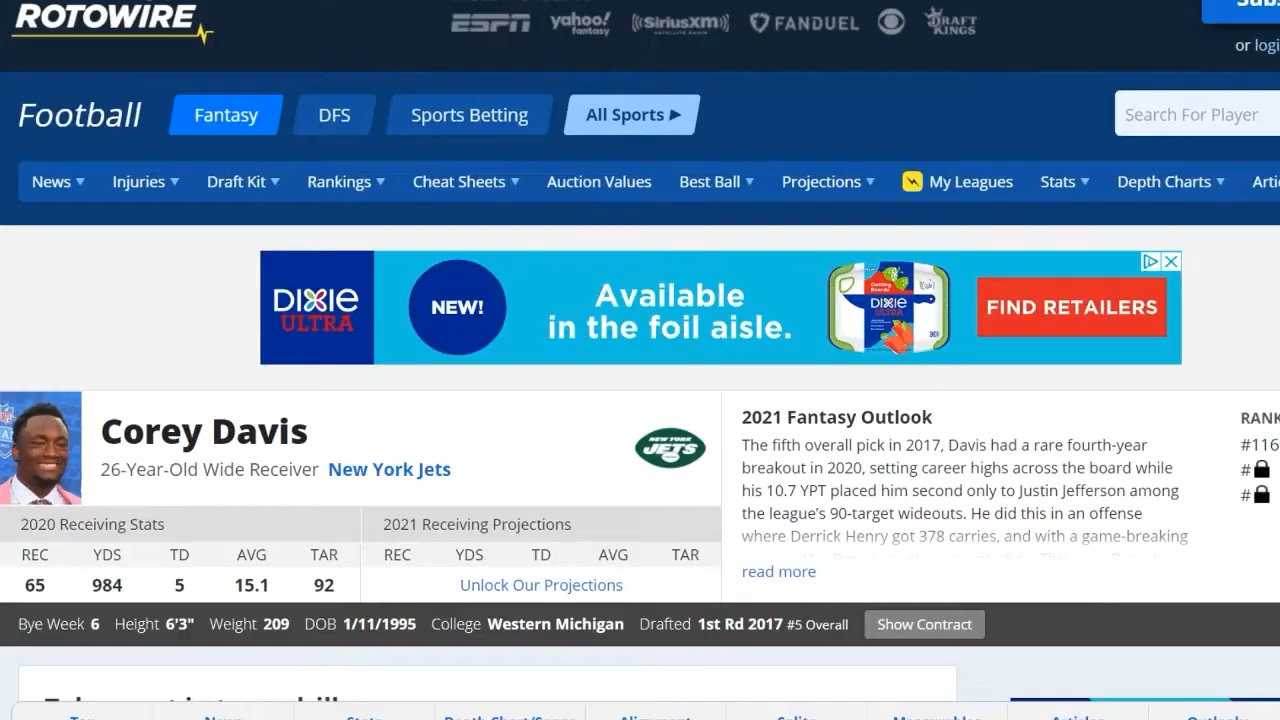 ROTOWIRE
ESPN yahoo! fantasy SiriusXM SATELLITE RADIO FANDUEL DRAFT KINGS
or logi
Football Fantasy DFS Sports Betting All Sports ▶ Search For Player
News ▼ Injuries ▼ Draft Kit ▼ Rankings ▼ Cheat Sheets ▼ Auction Values Best Ball ▼ Projections ▼ My Leagues Stats ▼ Depth Charts ▼ Arti
DIXIE ULTRA
NEW!
Available
in the foil aisle.
DIXIE ULTRA
FIND RETAILERS
Corey Davis
26-Year-Old Wide Receiver New York Jets
NEW YORK JETS
2020 Receiving Stats
REC YDS TD AVG TAR
65 984 5 15.1 92
2021 Receiving Projections
REC YDS TD AVG TAR
Unlock Our Projections
2021 Fantasy Outlook
The fifth overall pick in 2017, Davis had a rare fourth-year
breakout in 2020, setting career highs across the board while
his 10.7 YPT placed him second only to Justin Jefferson among
the league's 90-target wideouts. He did this in an offense
where Derrick Henry got 378 carries, and with a game-breaking
read more
RANK
#116
#
#
Bye Week 6 Height 6'3" Weight 209 DOB 1/11/1995 College Western Michigan Drafted 1st Rd 2017 #5 Overall Show Contract